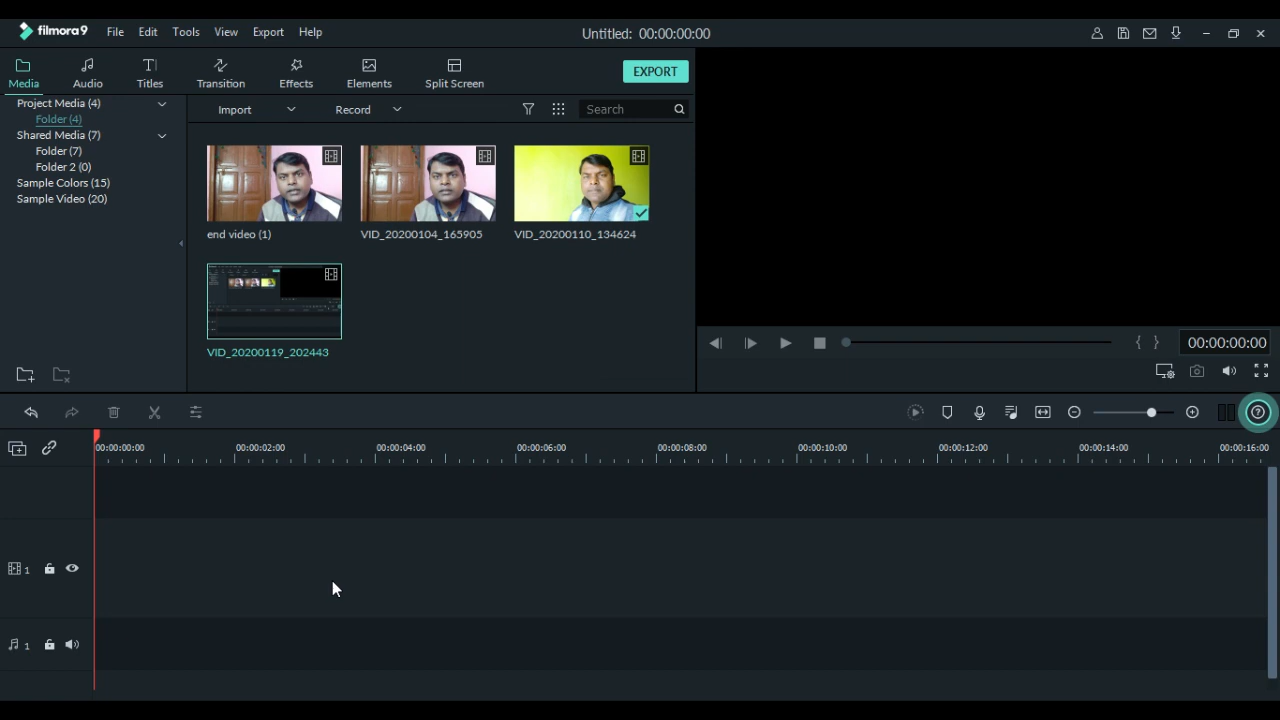 filmora9 File Edit Tools View Export Help Untitled: 00:00:00:00
Media Audio Titles Transition Effects Elements Split Screen EXPORT
Project Media (4)
Folder (4)
Shared Media (7)
Folder (7)
Folder 2 (0)
Sample Colors (15)
Sample Video (20)
Import Record Search
end video (1) VID_20200104_165905 VID_20200110_134624
VID_20200119_202443
00:00:00:00
00:00:00:00 00:00:02:00 00:00:04:00 00:00:06:00 00:00:08:00 00:00:10:00 00:00:12:00 00:00:14:00 00:00:16:00
1
1